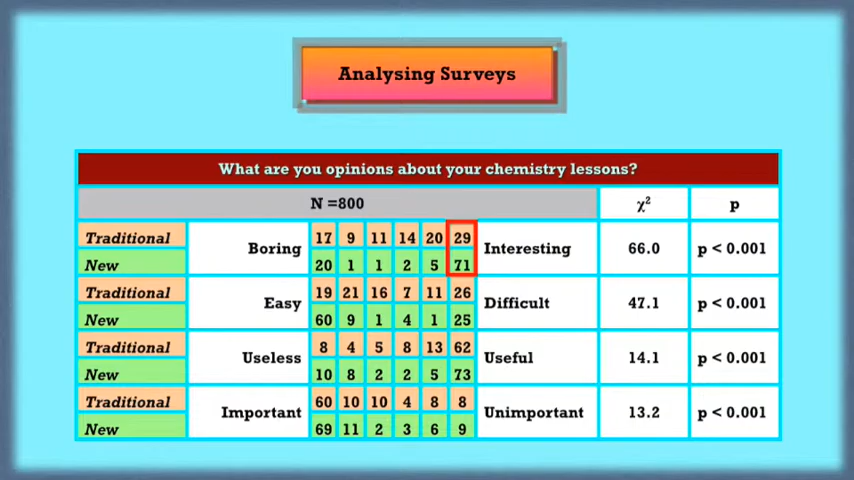 Analysing Surveys
What are you opinions about your chemistry lessons?
N =800 χ² p
Traditional Boring 17 9 11 14 20 29 Interesting 66.0 p < 0.001
New 20 1 1 2 5 71
Traditional Easy 19 21 16 7 11 26 Difficult 47.1 p < 0.001
New 60 9 1 4 1 25
Traditional Useless 8 4 5 8 13 62 Useful 14.1 p < 0.001
New 10 8 2 2 5 73
Traditional Important 60 10 10 4 8 8 Unimportant 13.2 p < 0.001
New 69 11 2 3 6 9